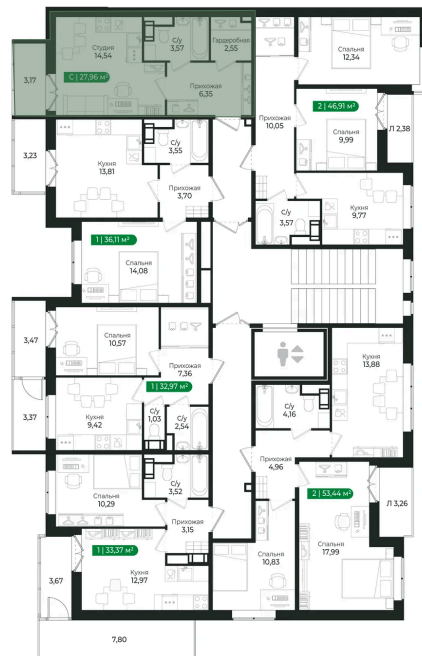 Студия
14,54
С/у
3,57
Гардеробная
2,55
3,17
С | 27,96 м²
Прихожая
6,35
Спальня
12,34
2 | 46,91 м²
Спальня
9,99
Л 2,38
Прихожая
10,05
3,23
Кухня
13,81
С/у
3,55
Прихожая
3,70
С/у
3,57
Кухня
9,77
1 | 36,11 м²
Спальня
14,08
3,47
Спальня
10,57
Прихожая
7,36
1 | 32,97 м²
3,37
Кухня
9,42
С/у
1,03
С/у
2,54
Кухня
13,88
С/у
4,16
Прихожая
4,96
Спальня
10,29
С/у
3,52
Прихожая
3,15
1 | 33,37 м²
Кухня
12,97
3,67
7,80
10,83
Спальня
2 | 53,44 м²
Спальня
17,99
Л 3,26